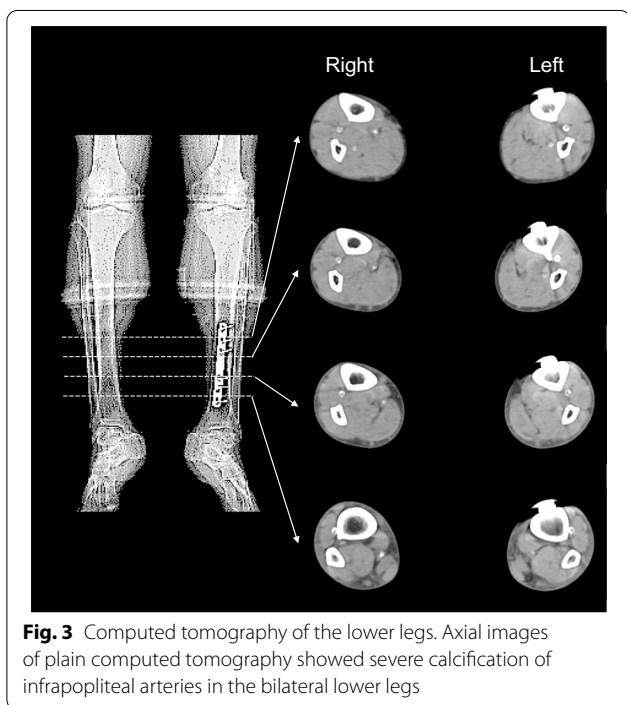 Right Left
Fig. 3 Computed tomography of the lower legs. Axial images
of plain computed tomography showed severe calcification of
infrapopliteal arteries in the bilateral lower legs